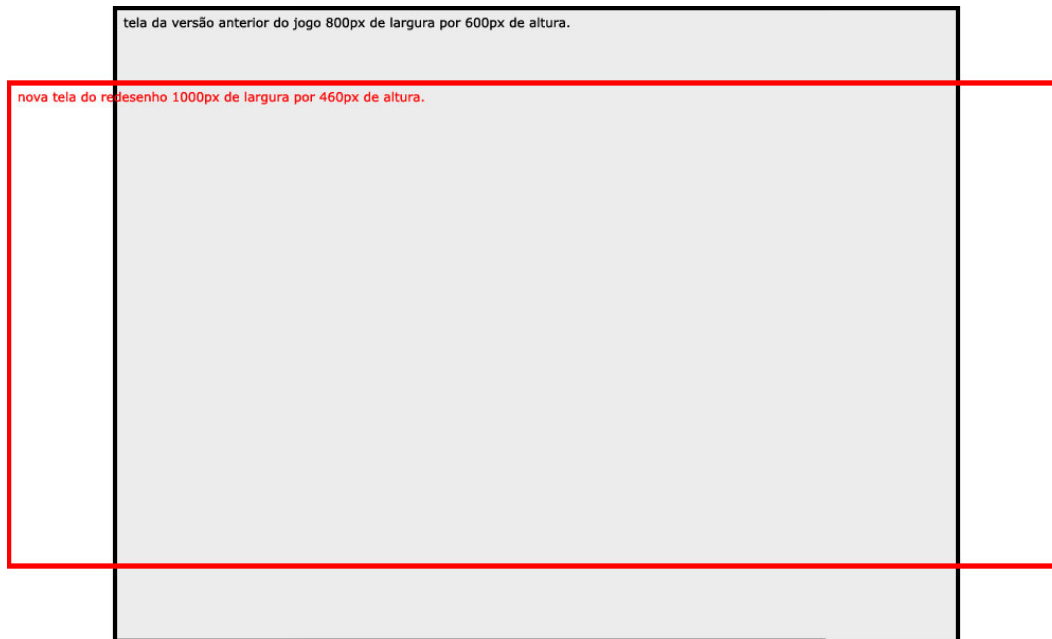 tela da versão anterior do jogo 800px de largura por 600px de altura.
nova tela do redesenho 1000px de largura por 460px de altura.